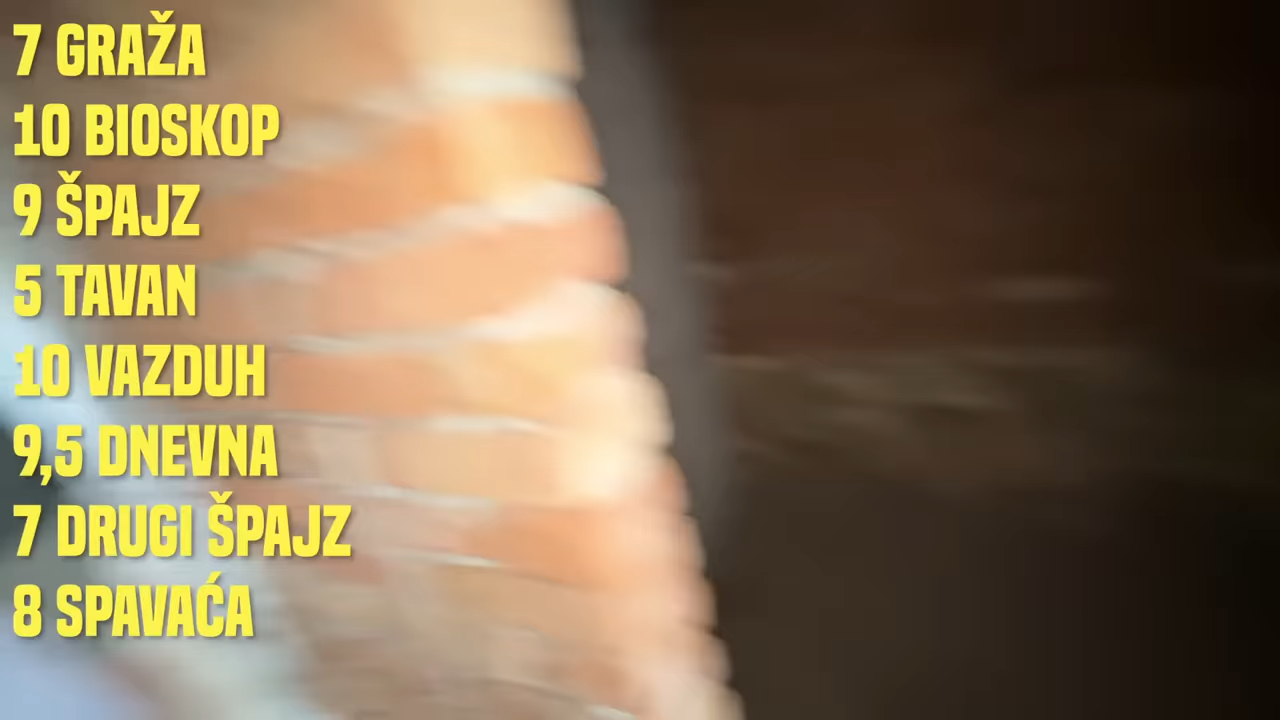 7 GRAŽA
10 BIOSKOP
9 ŠPAJZ
5 TAVAN
10 VAZDUH
9,5 DNEVNA
7 DRUGI ŠPAJZ
8 SPAVAĆA